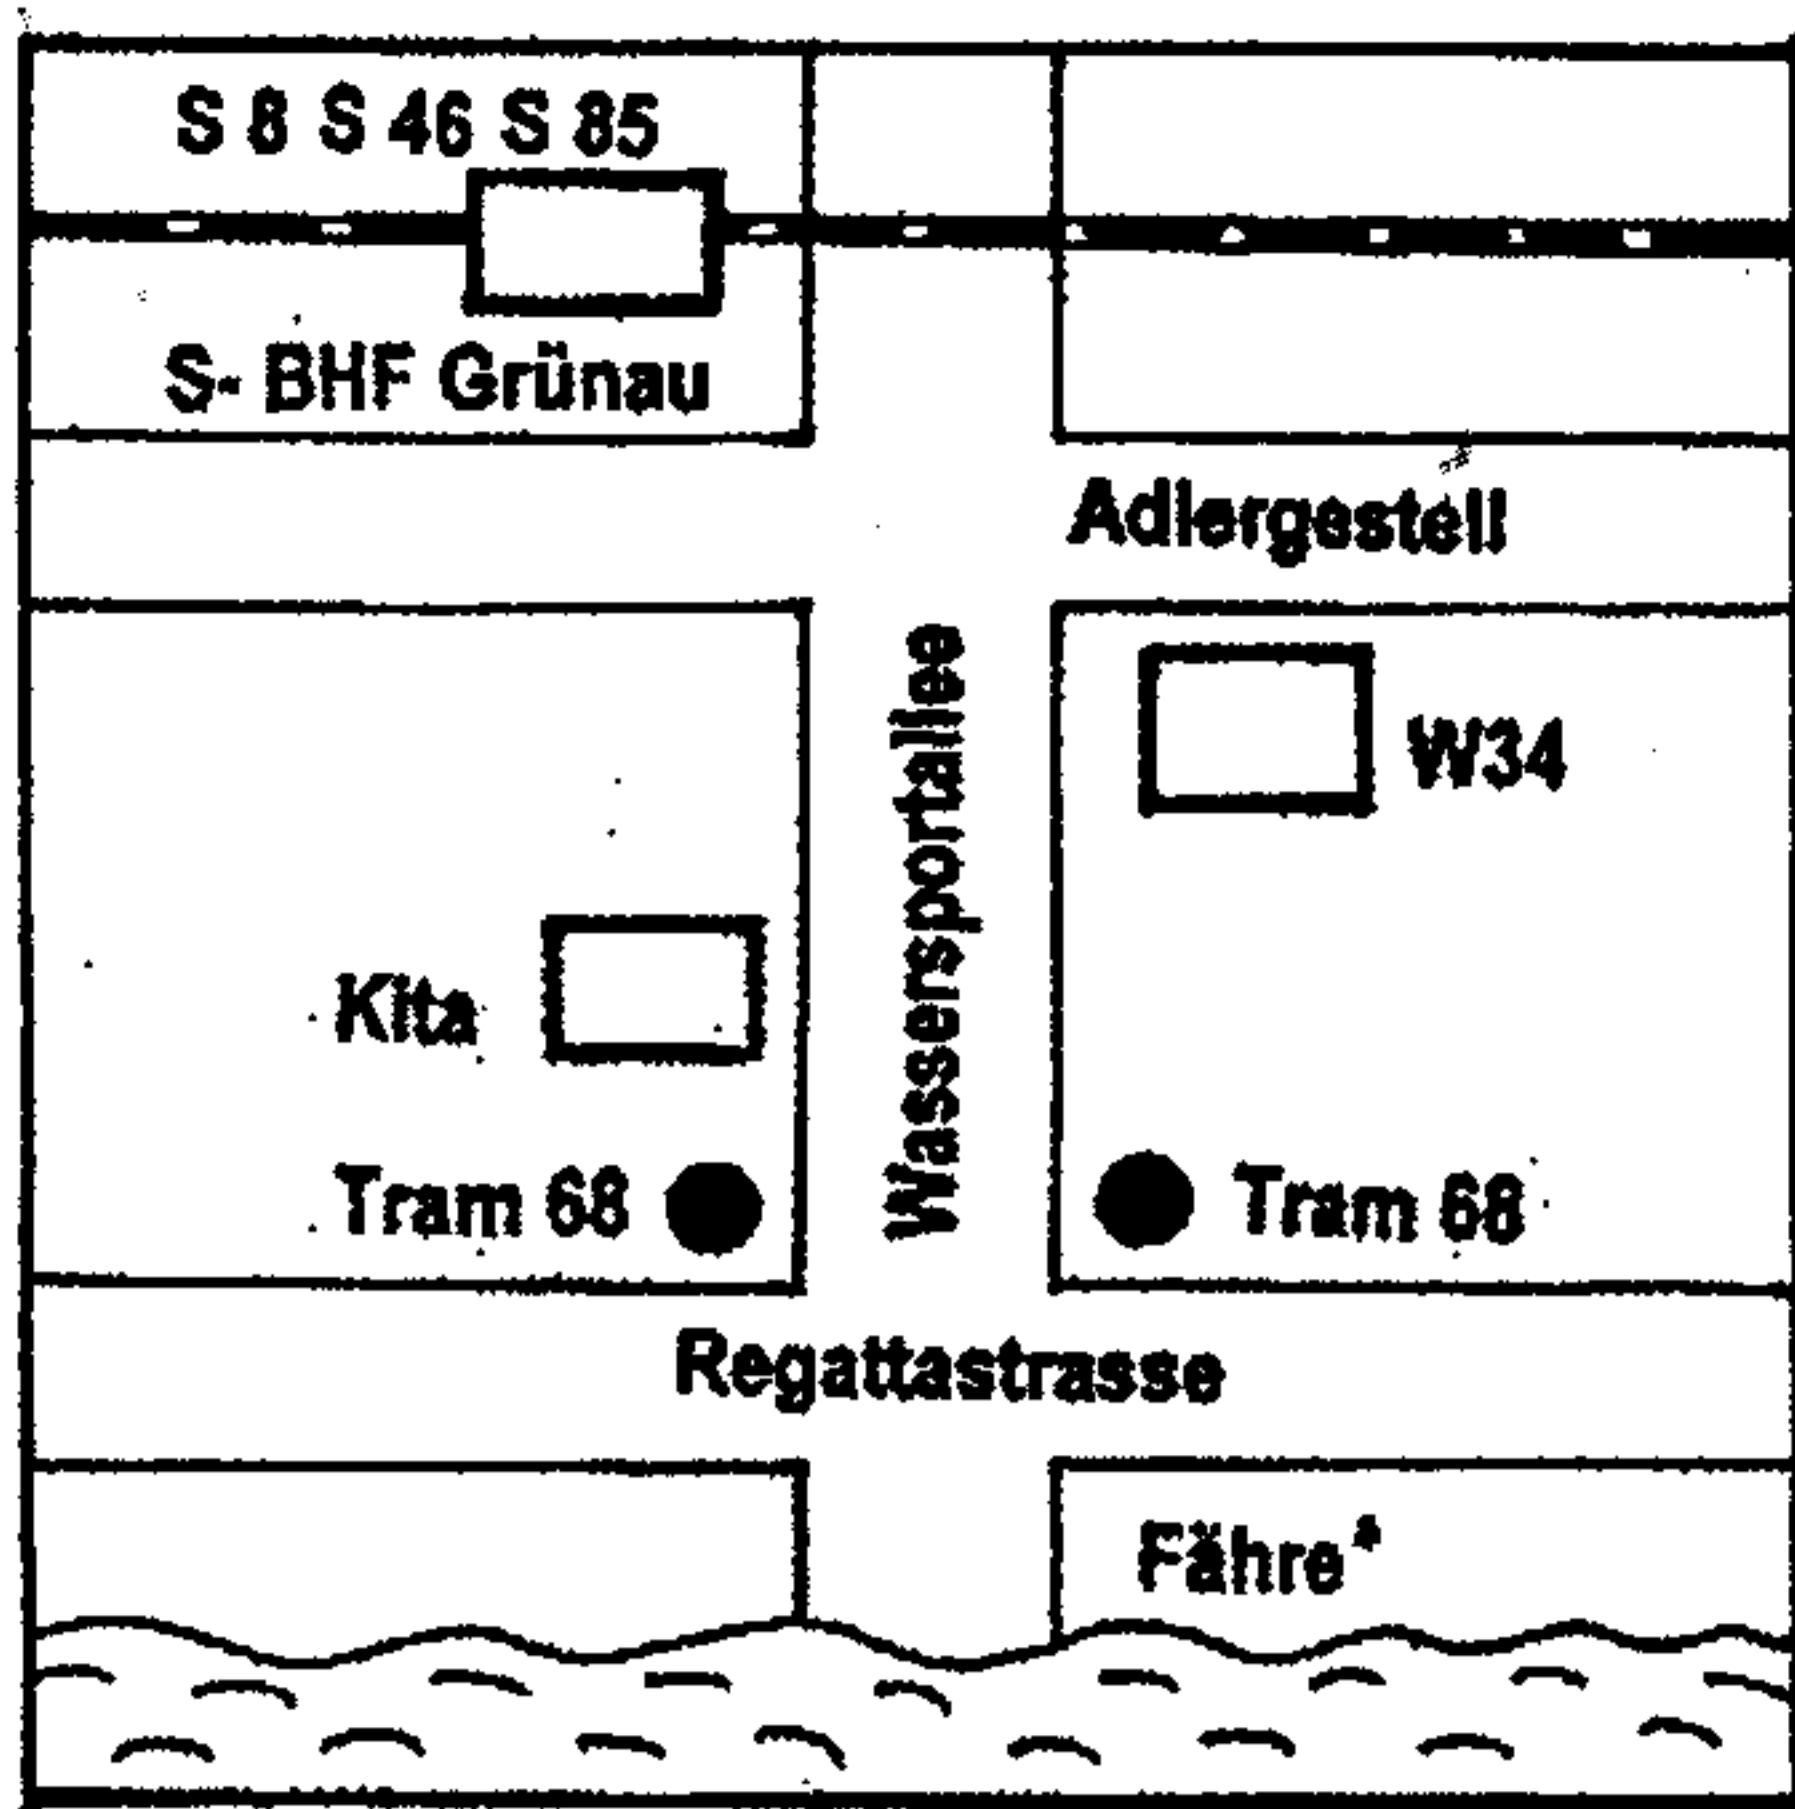 S 8 S 46 S 85
S- BHF Grünau
Adlergestell
Wassersportallee
W34
Kita
Tram 68
Tram 68
Regattastrasse
Fähre